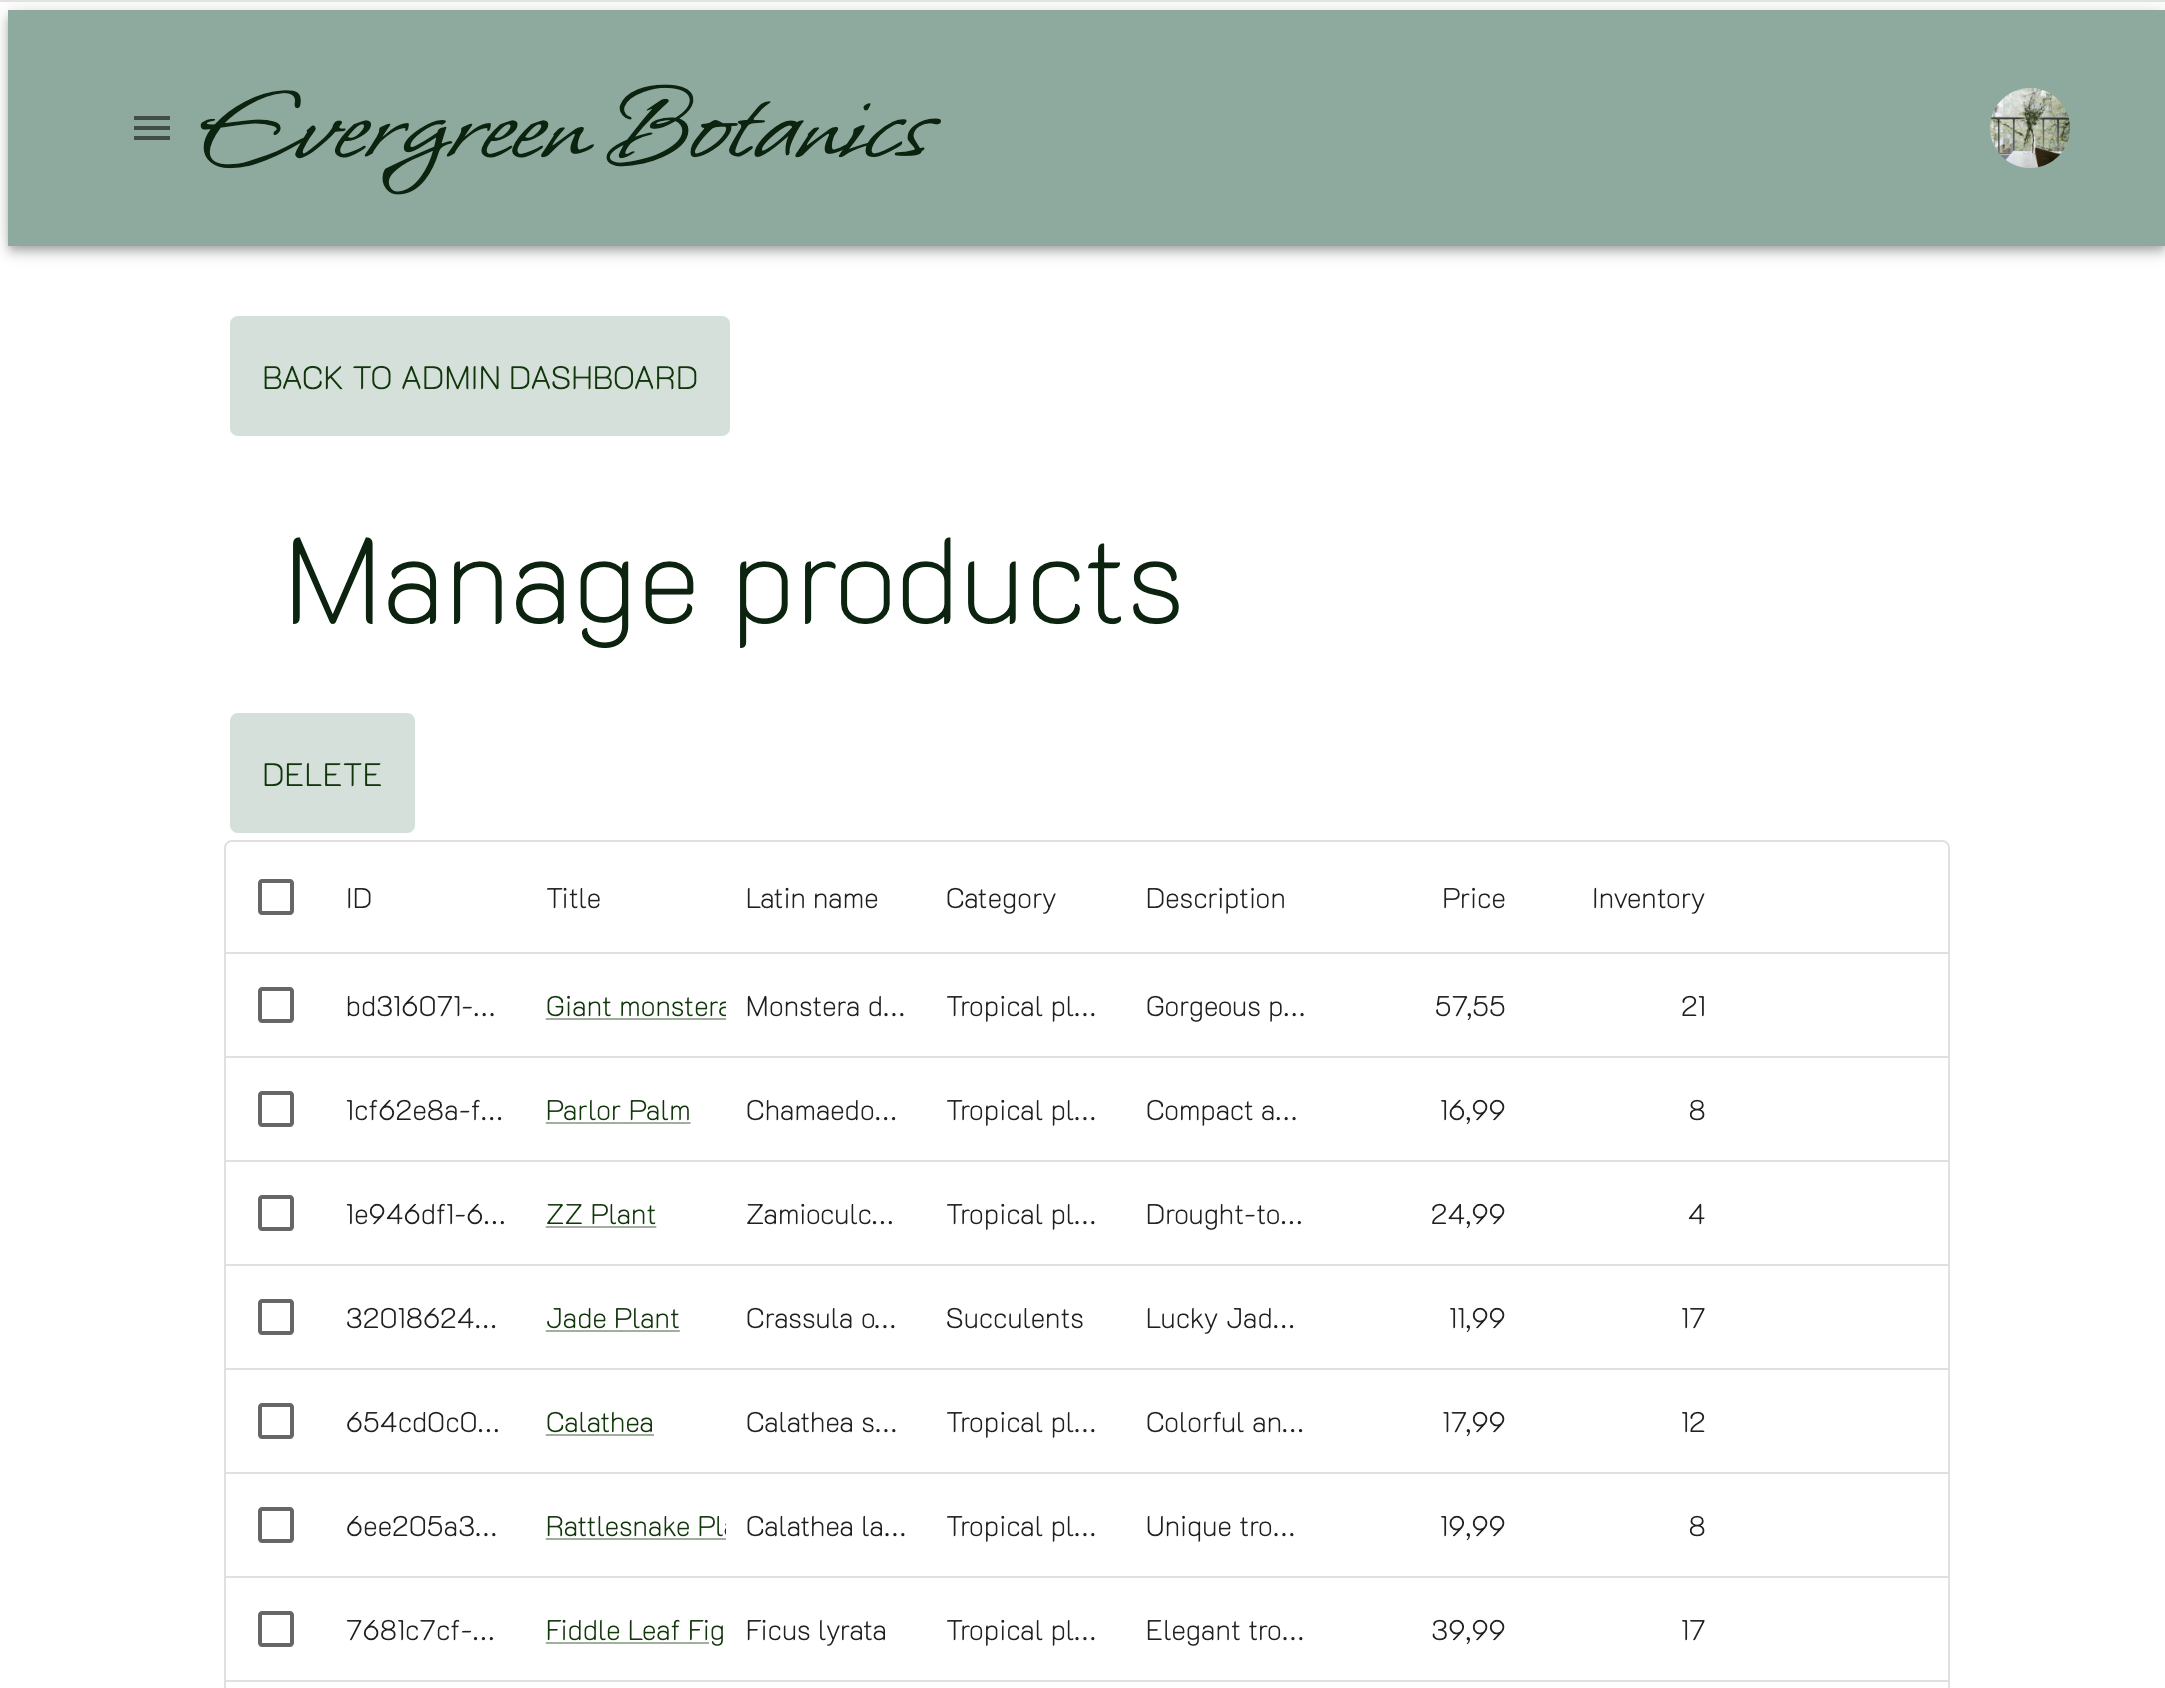 Evergreen Botanics
BACK TO ADMIN DASHBOARD
Manage products
DELETE
ID Title Latin name Category Description Price Inventory
bd316071-... Giant monstera Monstera d... Tropical pl... Gorgeous p... 57,55 21
1cf62e8a-f... Parlor Palm Chamaedo... Tropical pl... Compact a... 16,99 8
1e946df1-6... ZZ Plant Zamioculc... Tropical pl... Drought-to... 24,99 4
32018624... Jade Plant Crassula o... Succulents Lucky Jad... 11,99 17
654cd0c0... Calathea Calathea s... Tropical pl... Colorful an... 17,99 12
6ee205a3... Rattlesnake Pla Calathea la... Tropical pl... Unique tro... 19,99 8
7681c7cf-... Fiddle Leaf Fig Ficus lyrata Tropical pl... Elegant tro... 39,99 17